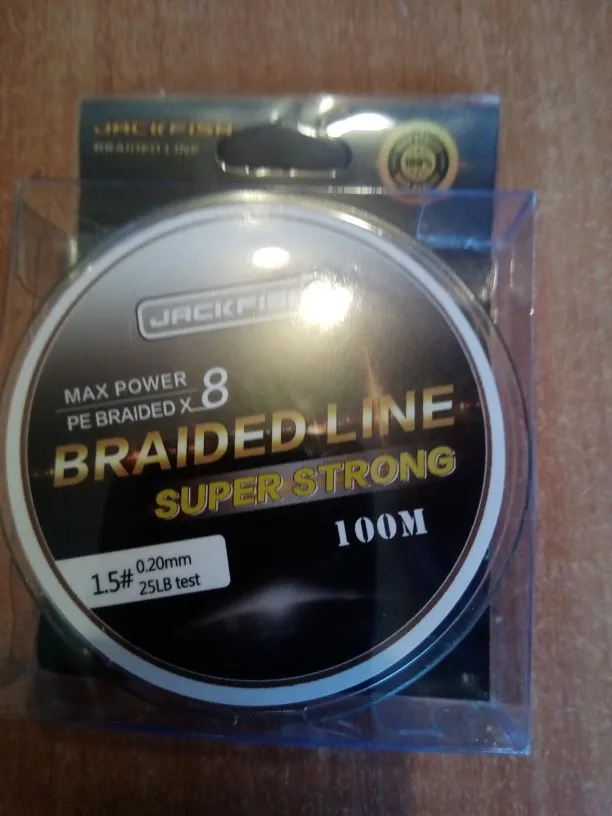 JACKFISH
BRAIDED LINE
100%
JACKFISH
MAX POWER
PE BRAIDED X 8
BRAIDED LINE
SUPER STRONG
100M
1.5# 0.20mm
25LB test